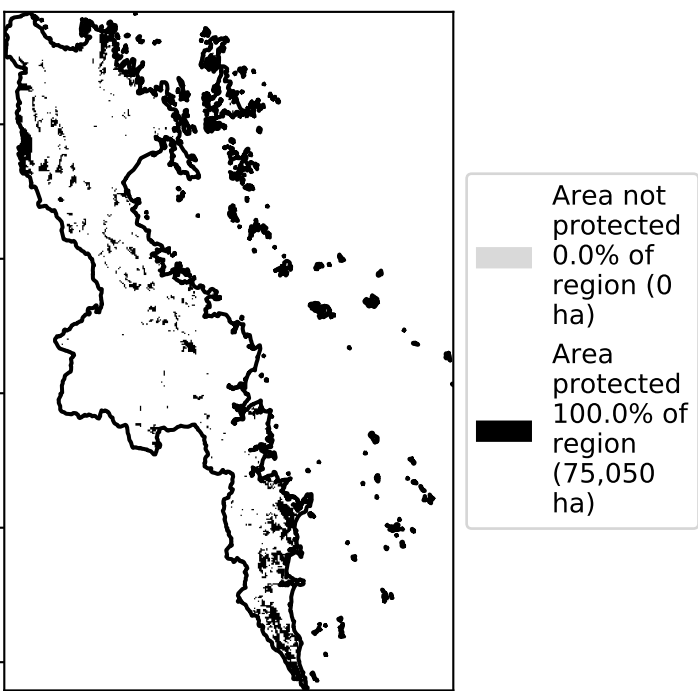 Area not
protected
0.0% of
region (0
ha)
Area
protected
100.0% of
region
(75,050
ha)